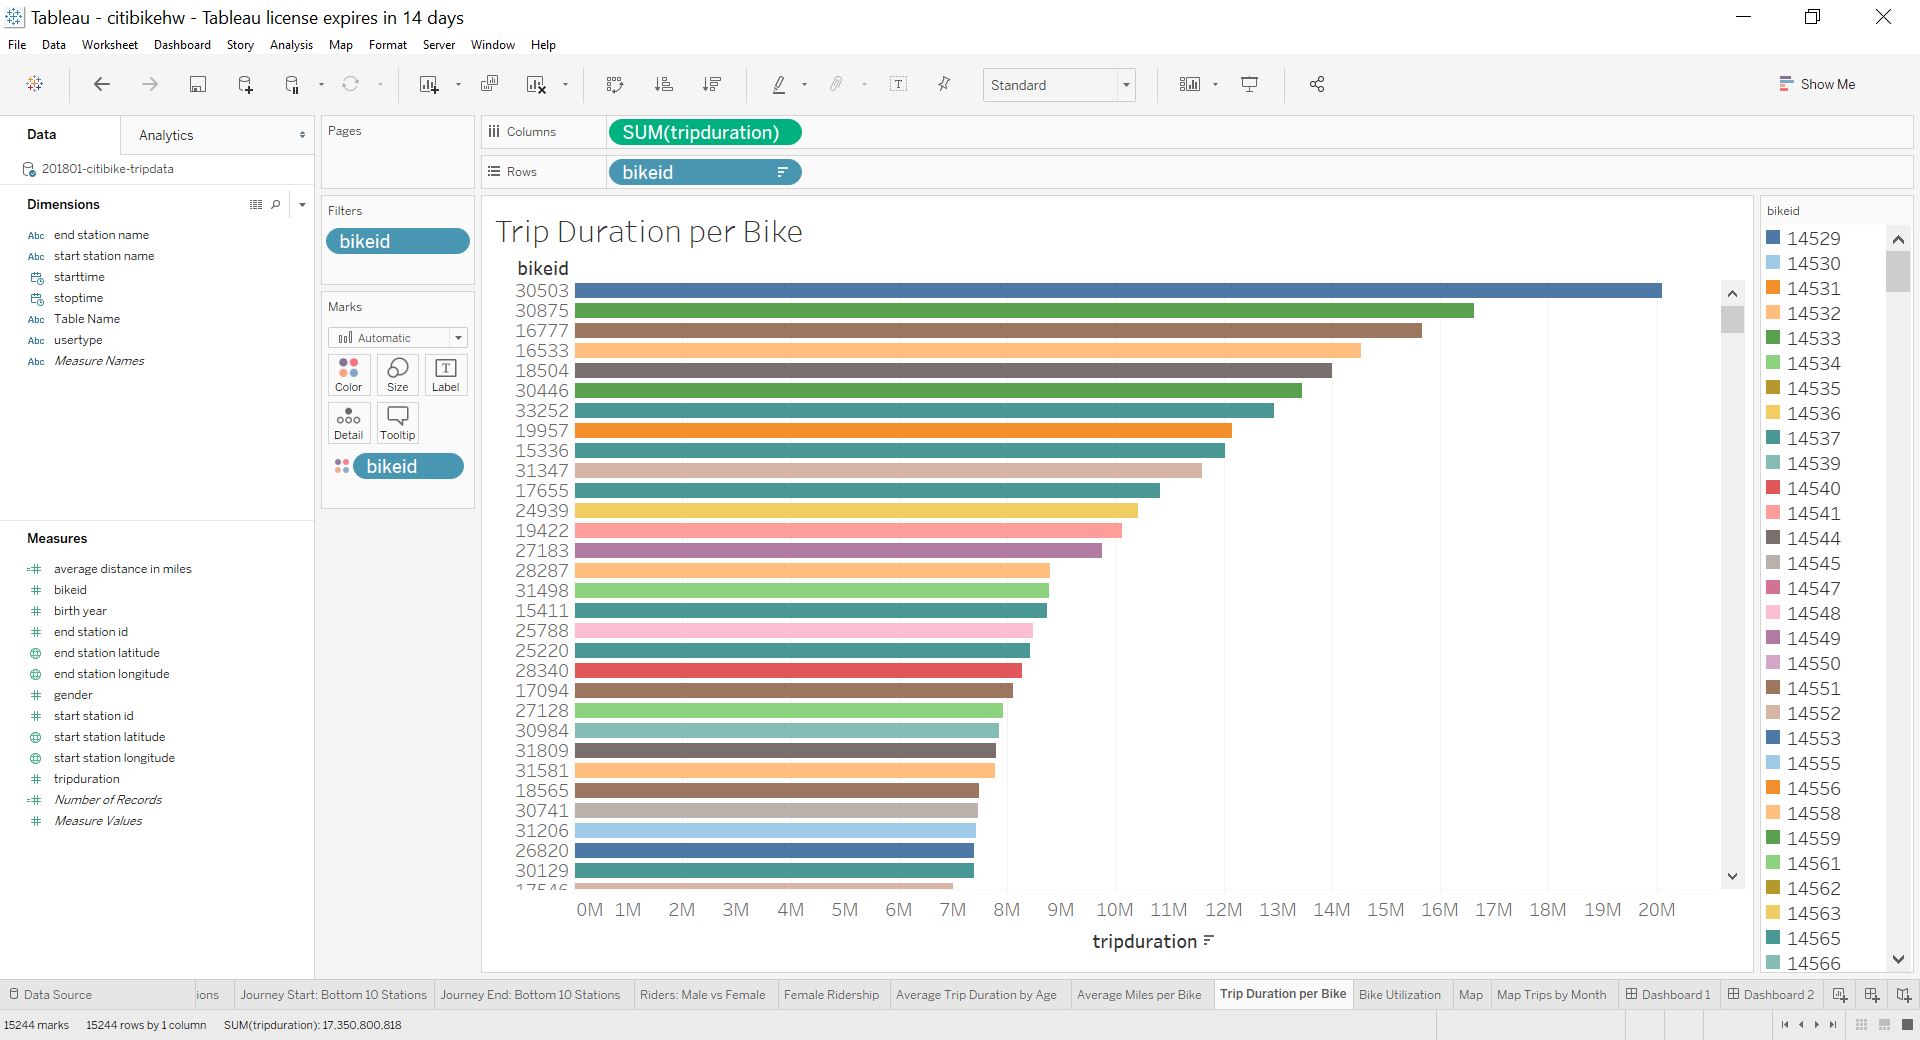 Tableau - citibikehw - Tableau license expires in 14 days
File Data Worksheet Dashboard Story Analysis Map Format Server Window Help
Standard
Show Me
Data
Analytics
201801-citibike-tripdata
Dimensions
Abc end station name
Abc start station name
starttime
stoptime
Abc Table Name
Abc usertype
Abc Measure Names
Measures
average distance in miles
bikeid
birth year
end station id
end station latitude
end station longitude
gender
start station id
start station latitude
start station longitude
tripduration
Number of Records
Measure Values
Pages
Filters
bikeid
Marks
Automatic
Color Size Label
Detail Tooltip
bikeid
Columns SUM(tripduration)
Rows bikeid
Trip Duration per Bike
bikeid
30503
30875
16777
16533
18504
30446
33252
19957
15336
31347
17655
24939
19422
27183
28287
31498
15411
25788
25220
28340
17094
27128
30984
31809
31581
18565
30741
31206
26820
30129
17546
0M 1M 2M 3M 4M 5M 6M 7M 8M 9M 10M 11M 12M 13M 14M 15M 16M 17M 18M 19M 20M
tripduration
bikeid
14529
14530
14531
14532
14533
14534
14535
14536
14537
14539
14540
14541
14544
14545
14547
14548
14549
14550
14551
14552
14553
14555
14556
14558
14559
14561
14562
14563
14565
14566
Data Source ions Journey Start: Bottom 10 Stations Journey End: Bottom 10 Stations Riders: Male vs Female Female Ridership Average Trip Duration by Age Average Miles per Bike Trip Duration per Bike Bike Utilization Map Map Trips by Month Dashboard 1 Dashboard 2
15244 marks 15244 rows by 1 column SUM(tripduration): 17,350,800,818